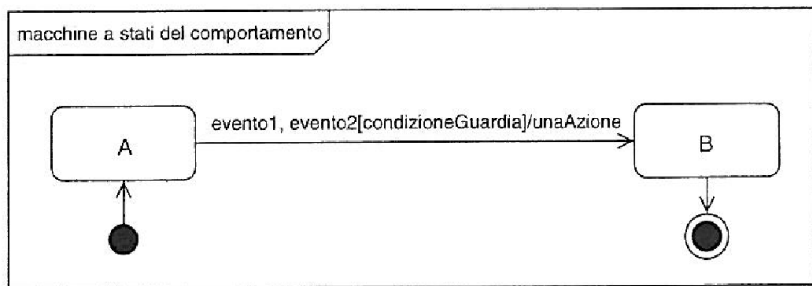 macchine a stati del comportamento
evento1, evento2[condizioneGuardia]/unaAzione
A
B